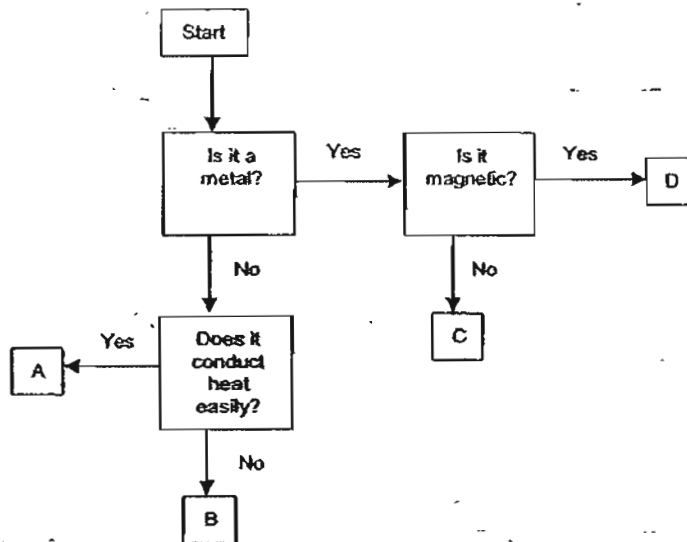 Start
Is it a
metal?
Yes
Is it
magnetic?
Yes
D
No
No
C
Does it
conduct
heat
easily?
Yes
A
No
B